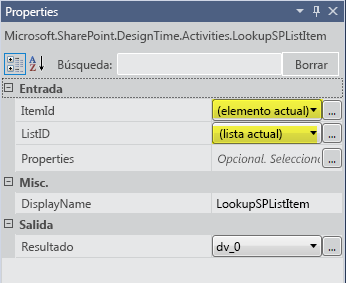 Properties
Microsoft.SharePoint.DesignTime.Activities.LookupSPListItem
Búsqueda: Borrar
Entrada
ItemId (elemento actual) ...
ListID (lista actual) ...
Properties Opcional. Selecciona ...
Misc.
DisplayName LookupSPListItem
Salida
Resultado dv_0 ...